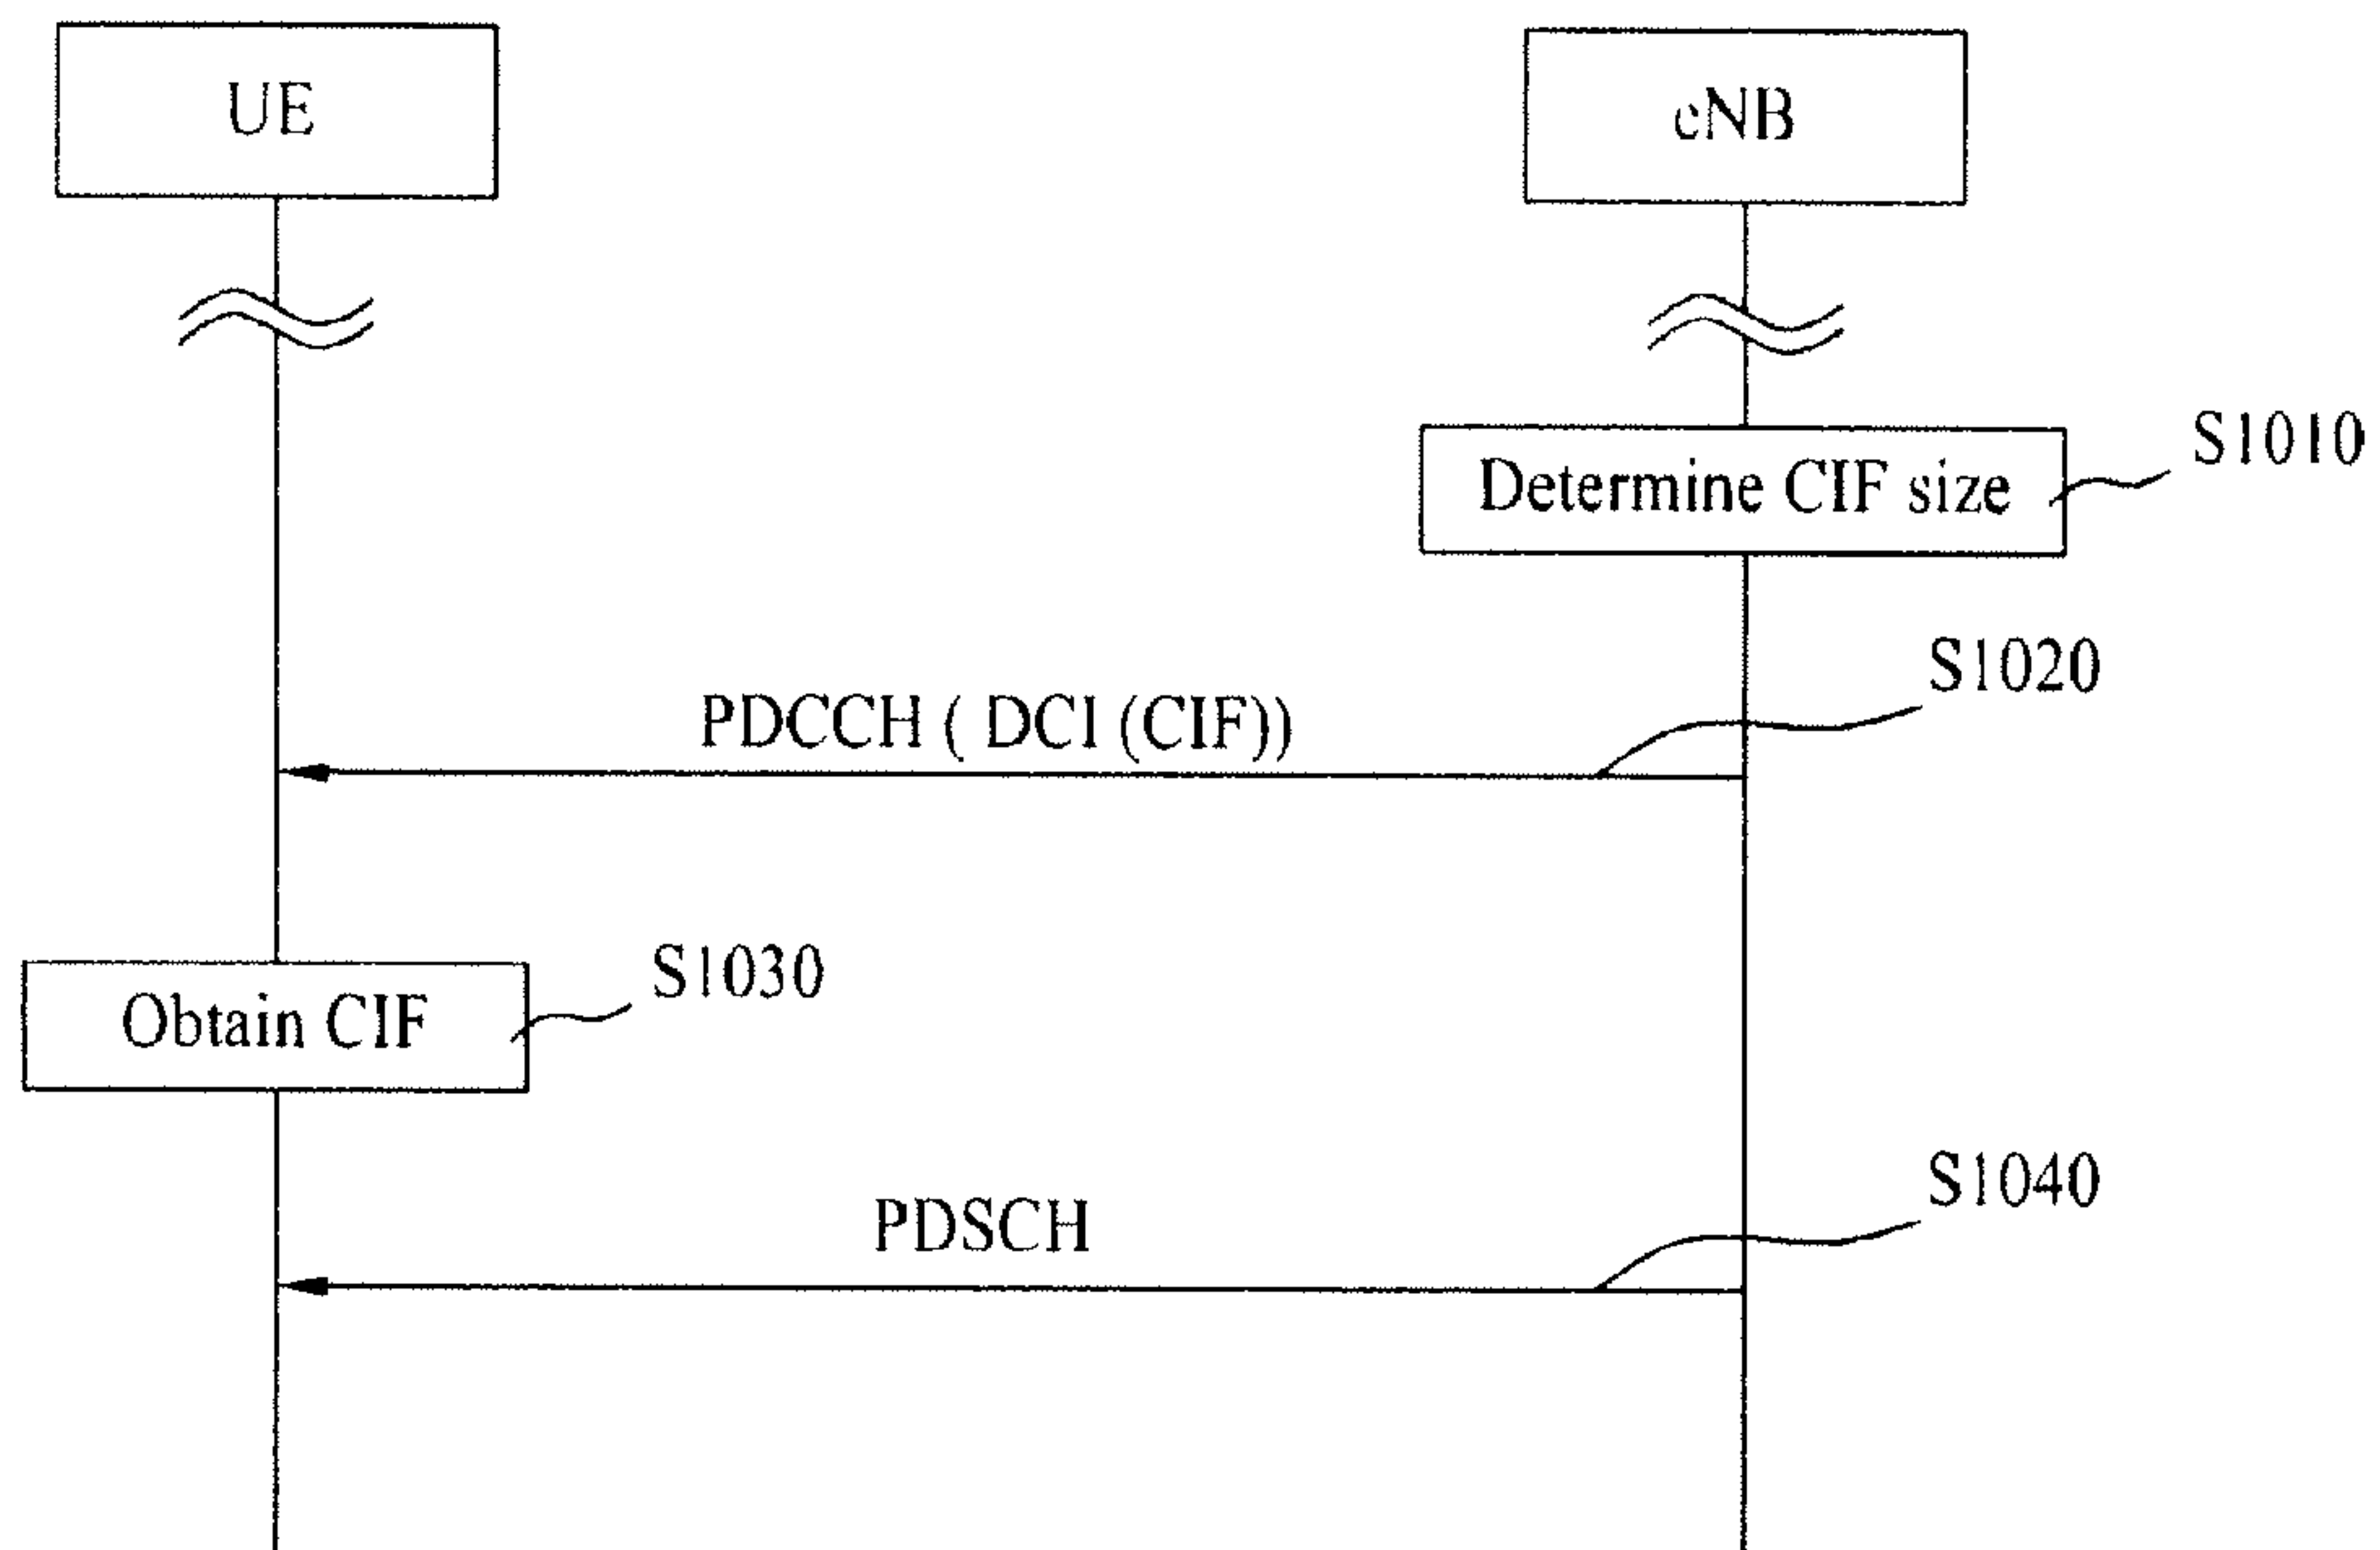 UE
eNB
Determine CIF size
S1010
S1020
PDCCH ( DCI (CIF))
S1030
Obtain CIF
S1040
PDSCH